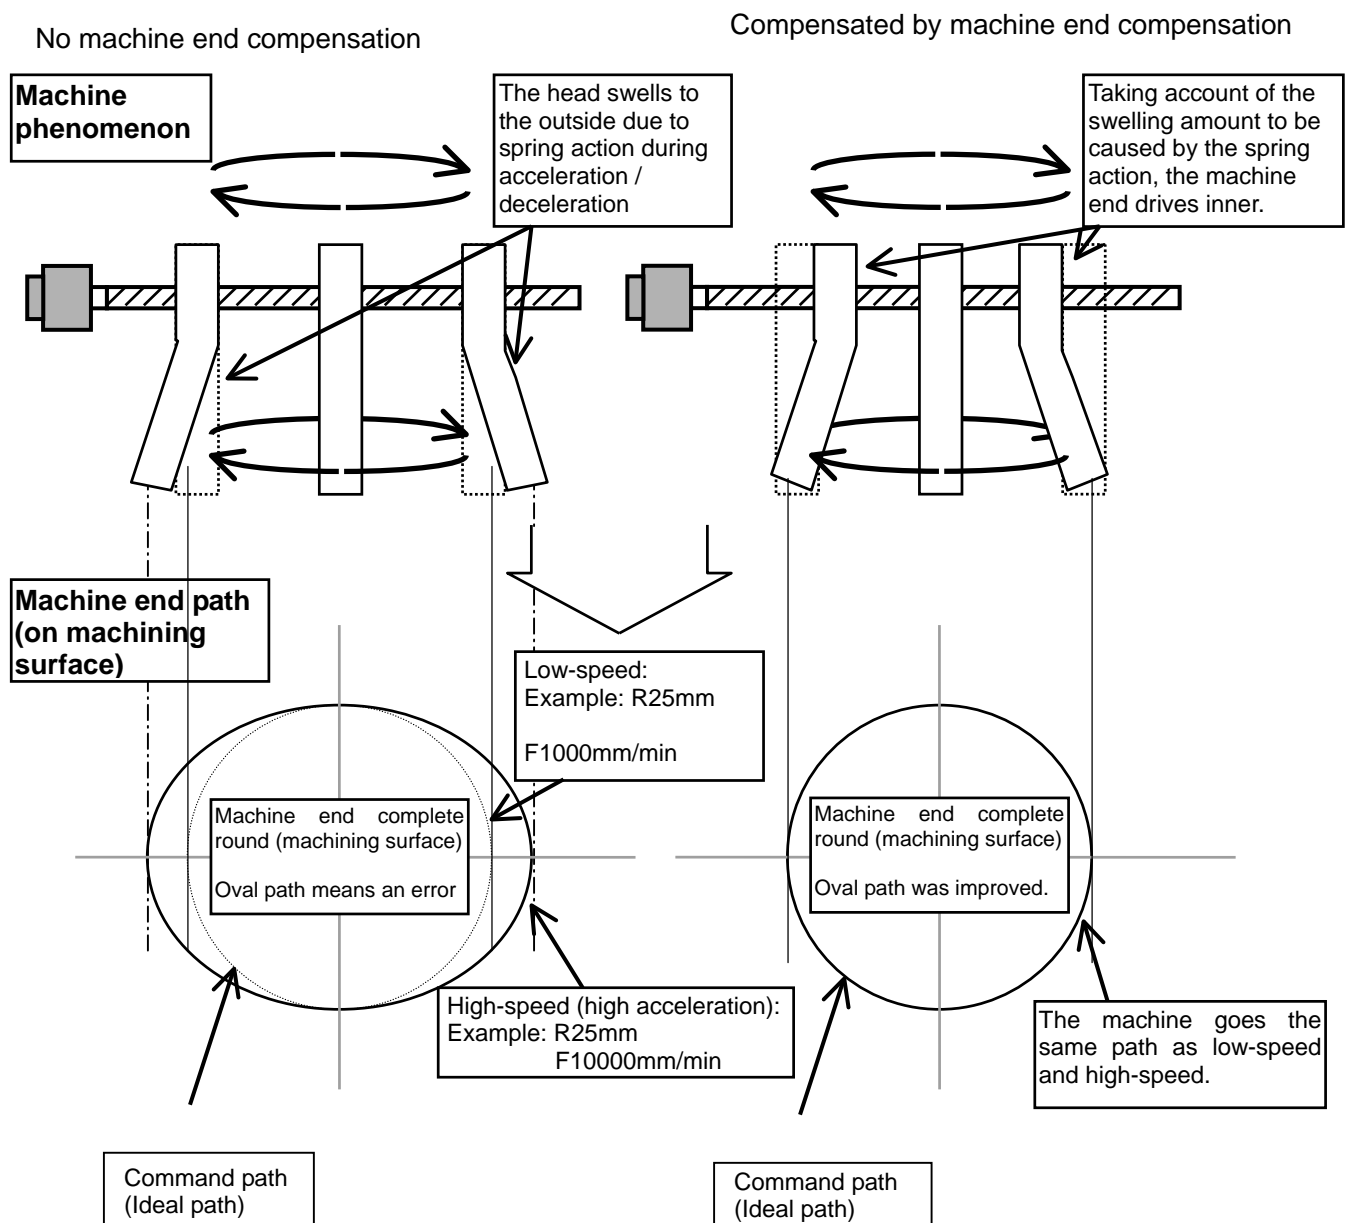 No machine end compensation
Compensated by machine end compensation
Machine
phenomenon
The head swells to
the outside due to
spring action during
acceleration /
deceleration
Taking account of the
swelling amount to be
caused by the spring
action, the machine
end drives inner.
Machine end path
(on machining
surface)
Low-speed:
Example: R25mm
F1000mm/min
Machine end complete
round (machining surface)
Oval path means an error
Machine end complete
round (machining surface)
Oval path was improved.
High-speed (high acceleration):
Example: R25mm
F10000mm/min
The machine goes the
same path as low-speed
and high-speed.
Command path
(Ideal path)
Command path
(Ideal path)